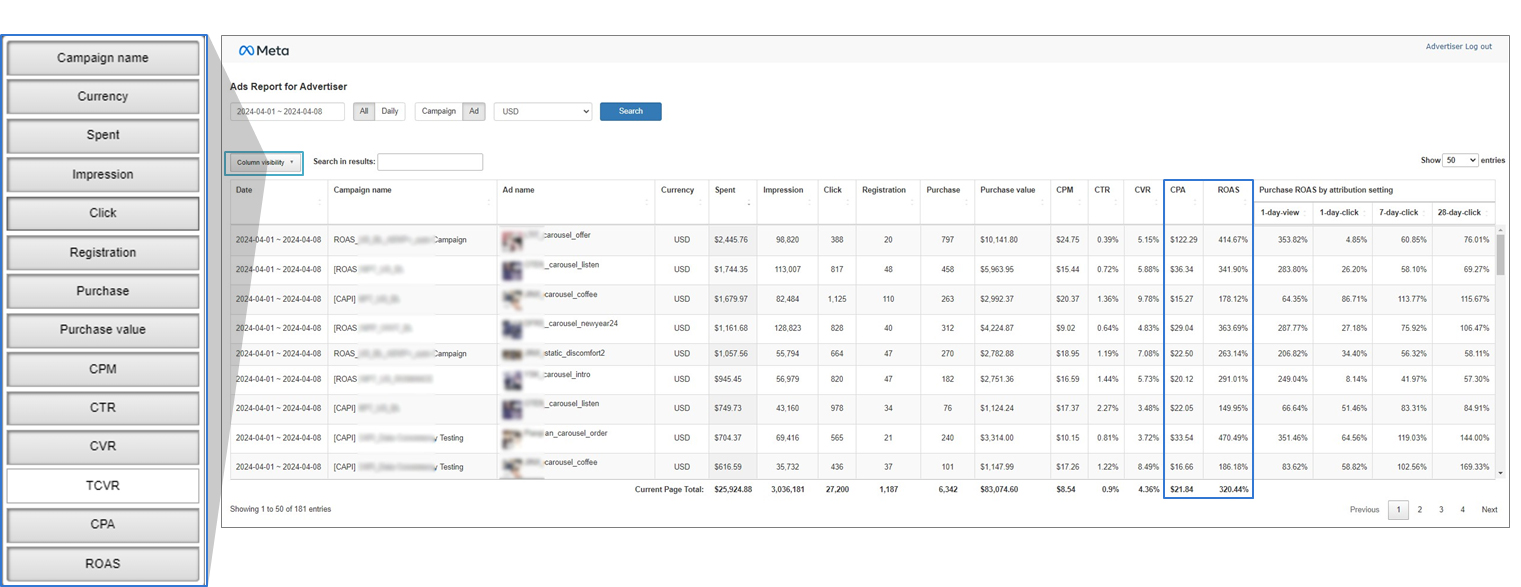 Campaign name
Currency
Spent
Impression
Click
Registration
Purchase
Purchase value
CPM
CTR
CVR
TCVR
CPA
ROAS
Meta
Advertiser Log out
Ads Report for Advertiser
2024-04-01 ~ 2024-04-08 All Daily Campaign Ad USD Search
Column visibility Search in results: Show 50 entries
Date Campaign name Ad name Currency Spent Impression Click Registration Purchase Purchase value CPM CTR CVR CPA ROAS Purchase ROAS by attribution setting
1-day-view 1-day-click 7-day-click 28-day-click
2024-04-01 ~ 2024-04-08 ROAS_ Campaign _carousel_offer USD $2,445.76 98,820 388 20 797 $10,141.80 $24.75 0.39% 5.15% $122.29 414.67% 353.82% 4.85% 60.85% 76.01%
2024-04-01 ~ 2024-04-08 [ROAS _carousel_listen USD $1,744.35 113,007 817 48 458 $5,963.95 $15.44 0.72% 5.88% $36.34 341.90% 283.80% 26.20% 58.10% 69.27%
2024-04-01 ~ 2024-04-08 [CAPI] -carousel_coffee USD $1,679.97 82,484 1,125 110 263 $2,992.37 $20.37 1.36% 9.78% $15.27 178.12% 64.35% 86.71% 113.77% 115.67%
2024-04-01 ~ 2024-04-08 [ROAS _carousel_newyear24 USD $1,161.68 128,823 828 40 312 $4,224.87 $9.02 0.64% 4.83% $29.04 363.69% 287.77% 27.18% 75.92% 106.47%
2024-04-01 ~ 2024-04-08 ROAS_ Campaign _static_discomfort2 USD $1,057.56 55,794 664 47 270 $2,782.88 $18.95 1.19% 7.08% $22.50 263.14% 206.82% 34.40% 56.32% 58.11%
2024-04-01 ~ 2024-04-08 [ROAS _carousel_intro USD $945.45 56,979 820 47 182 $2,751.36 $16.59 1.44% 5.73% $20.12 291.01% 249.04% 8.14% 41.97% 57.30%
2024-04-01 ~ 2024-04-08 [CAPI] _carousel_listen USD $749.73 43,160 978 34 76 $1,124.24 $17.37 2.27% 3.48% $22.05 149.95% 66.64% 51.46% 83.31% 84.91%
2024-04-01 ~ 2024-04-08 [CAPI] y Testing an_carousel_order USD $704.37 69,416 565 21 240 $3,314.00 $10.15 0.81% 3.72% $33.54 470.49% 351.46% 64.56% 119.03% 144.00%
2024-04-01 ~ 2024-04-08 [CAPI] y Testing -carousel_coffee USD $616.59 35,732 436 37 101 $1,147.99 $17.26 1.22% 8.49% $16.66 186.18% 83.62% 58.82% 102.56% 169.33%
Current Page Total: $25,924.88 3,036,181 27,200 1,187 6,342 $83,074.60 $8.54 0.9% 4.36% $21.84 320.44%
Showing 1 to 50 of 181 entries Previous 1 2 3 4 Next